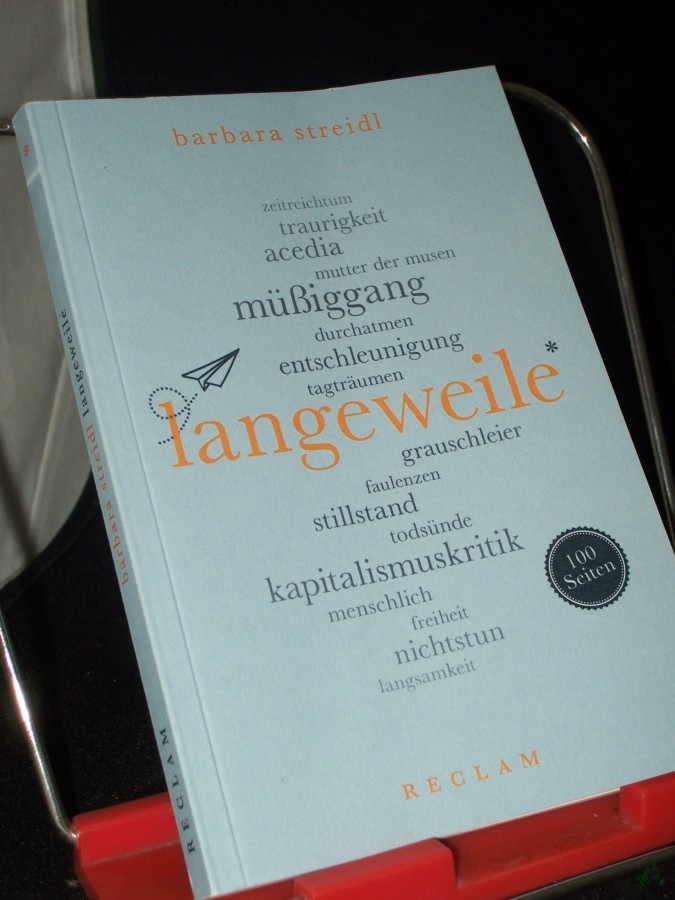 barbara streidl
zeitreichtum
traurigkeit
acedia
mutter der musen
müßiggang
durchatmen
entschleunigung
tagträumen
langeweile*
grauschleier
faulenzen
stillstand
todsünde
kapitalismuskritik
menschlich
freiheit
nichtstun
langsamkeit
100
Seiten
RECLAM
* barbara streidl langeweile RECLAM